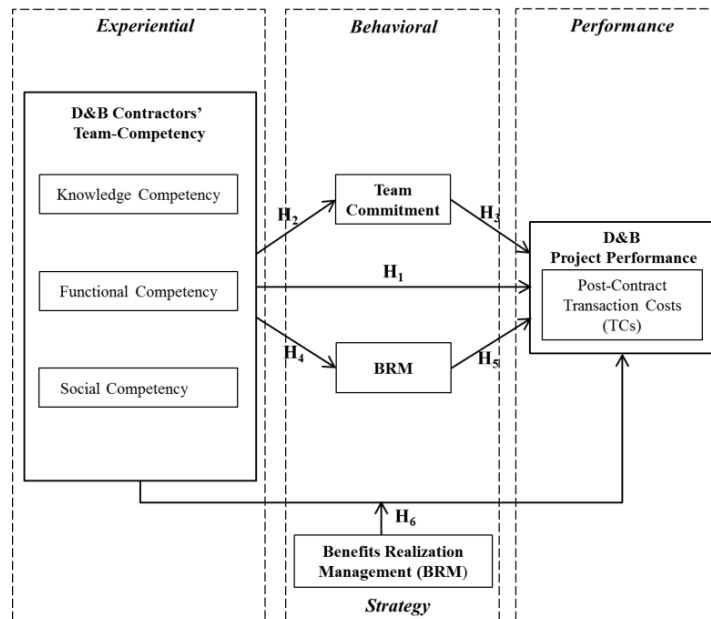 Experiential
Behavioral
Performance
D&B Contractors'
Team-Competency
Knowledge Competency
Functional Competency
Social Competency
H2
Team
Commitment
H3
H1
H4
BRM
H5
D&B
Project Performance
Post-Contract
Transaction Costs
(TCs)
H6
Benefits Realization
Management (BRM)
Strategy